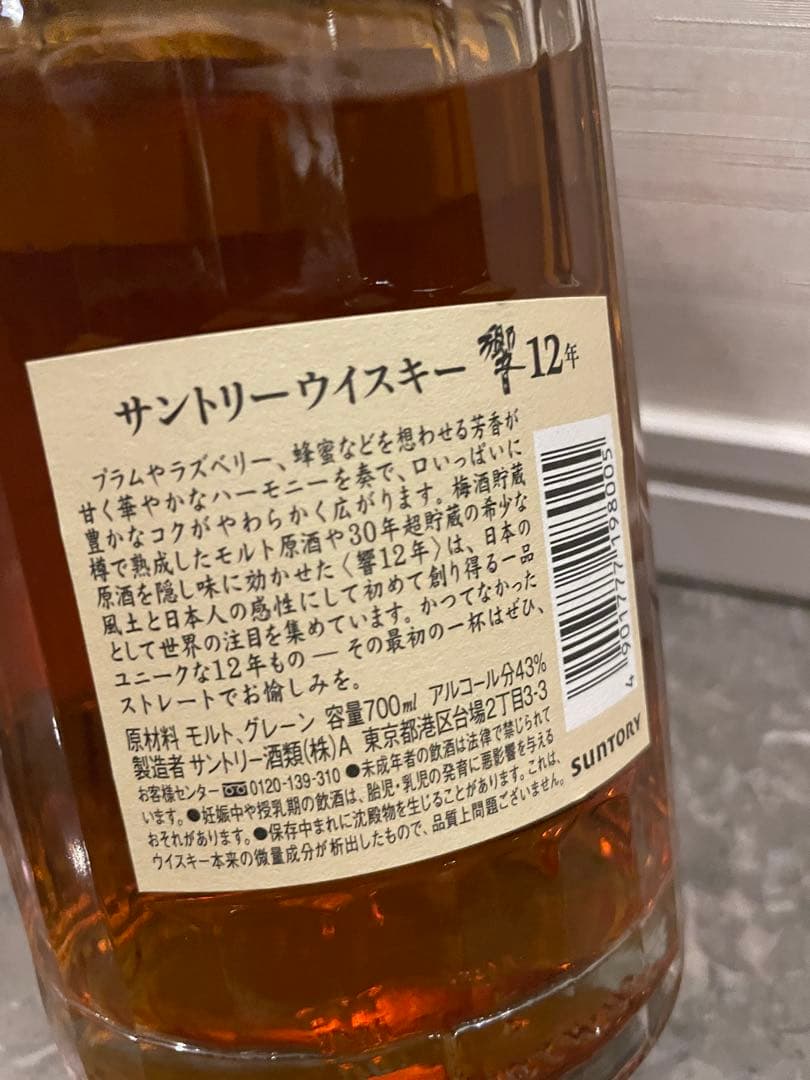 サントリーウイスキー 響12年
プラムやラズベリー、蜂蜜などを想わせる芳香が
甘く華やかなハーモニーを奏で、口いっぱいに
豊かなコクがやわらかく広がります。梅酒貯蔵
樽で熟成したモルト原酒や30年超貯蔵の希少な
原酒を隠し味に効かせた〈響12年〉は、日本の
風土と日本人の感性にして初めて創り得る一品
として世界の注目を集めています。かつてなかった
ユニークな12年もの ― その最初の一杯はぜひ、
ストレートでお愉しみを。
原材料 モルト、グレーン 容量700ml アルコール分43%
製造者 サントリー酒類(株)A 東京都港区台場2丁目3-3
お客様センター 0120-139-310 ●未成年者の飲酒は法律で禁じられて
います。●妊娠中や授乳期の飲酒は、胎児・乳児の発育に悪影響を与える
おそれがあります。●保存中まれに沈殿物を生じることがあります。これは、
ウイスキー本来の微量成分が析出したもので、品質上問題ございません。
4 901777 198005
SUNTORY